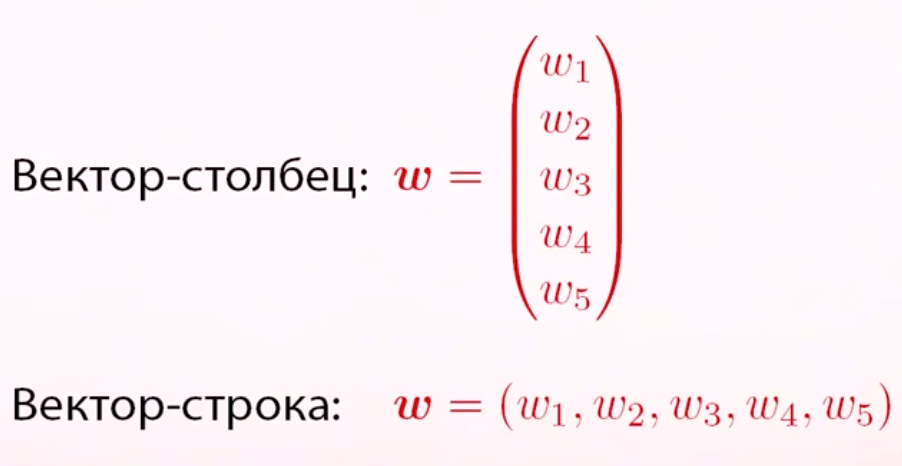 Вектор-столбец: w = (w₁
w₂
w₃
w₄
w₅)
Вектор-строка: w = (w₁, w₂, w₃, w₄, w₅)